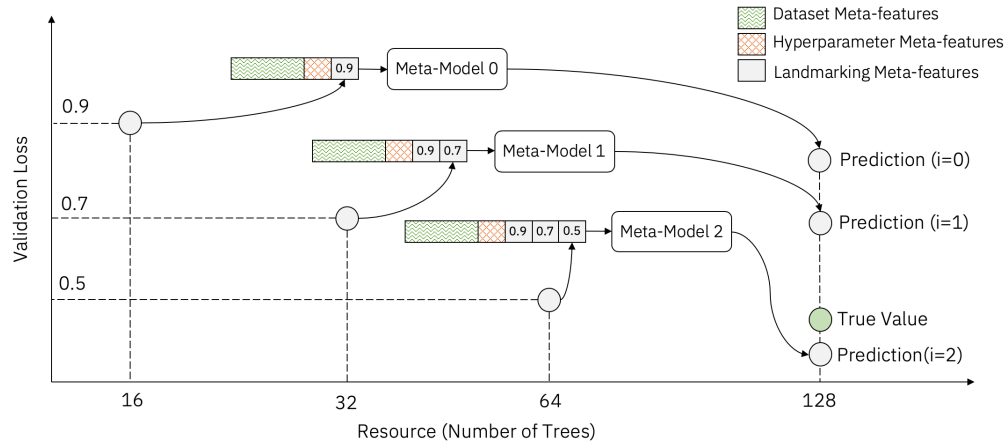 Dataset Meta-features
Hyperparameter Meta-features
Landmarking Meta-features
0.9
Meta-Model 0
0.9
0.9
0.7
Meta-Model 1
Prediction (i=0)
0.7
0.9
0.7
0.5
Meta-Model 2
Prediction (i=1)
0.5
True Value
Prediction(i=2)
Validation Loss
16
32
64
128
Resource (Number of Trees)